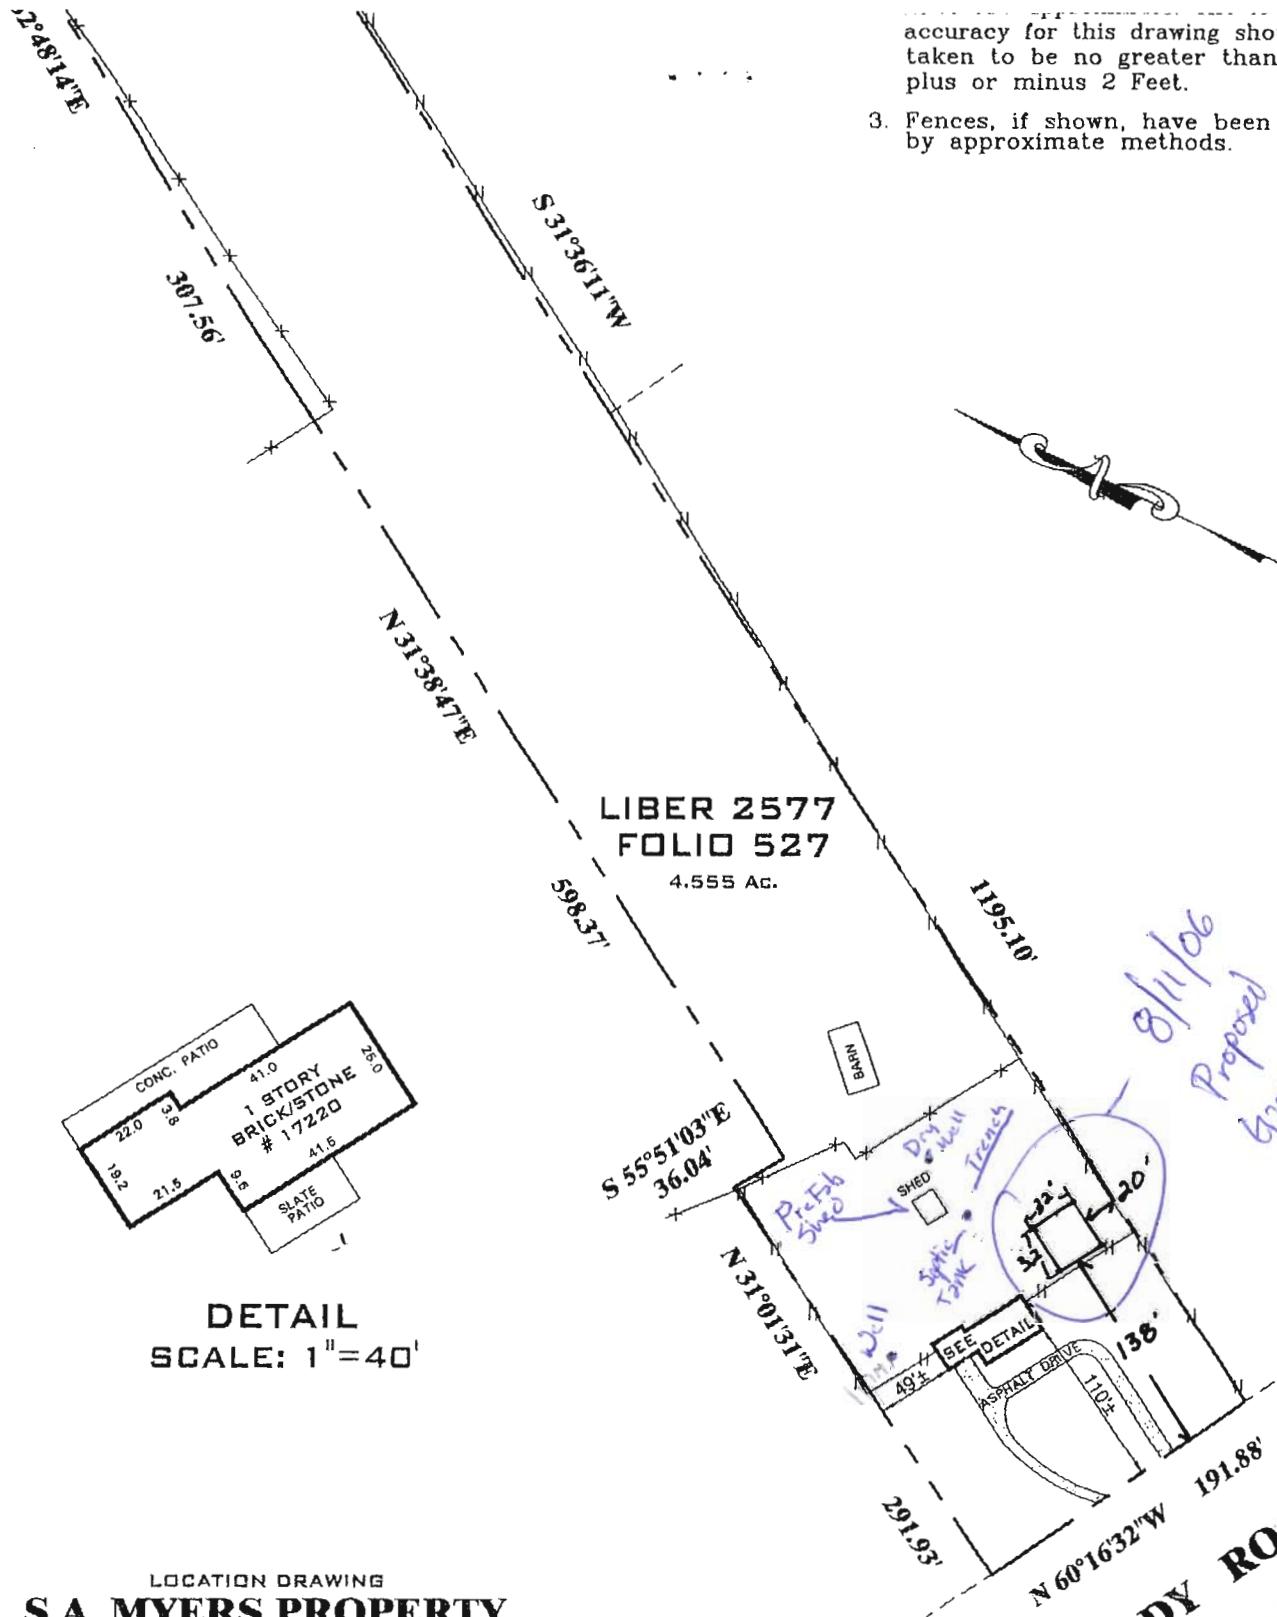 accuracy for this drawing sho
taken to be no greater than
plus or minus 2 Feet.
3. Fences, if shown, have been
by approximate methods.
2°48'14"E
S 31°36'11"W
307.56'
N 31°38'47"E
LIBER 2577
FOLIO 527
4.555 Ac.
598.37'
1195.10'
8/11/06
Proposed
BARN
CONC. PATIO
41.0
25.0
22.0
3.8
1 STORY
BRICK/STONE
# 17220
19.2
21.5
9.6
41.5
SLATE
PATIO
DETAIL
SCALE: 1"=40'
S 55°51'03"E
36.04'
Dry
Well
Trench
SHED
PreFab
Shed
Septic
Tank
32'
32'
20'
N 31°01'31"E
Well
SEE DETAIL
49'±
ASPHALT DRIVE
110'±
138'
291.93'
N 60°16'32"W 191.88'
DY RO
LOCATION DRAWING
S.A. MYERS PROPERTY